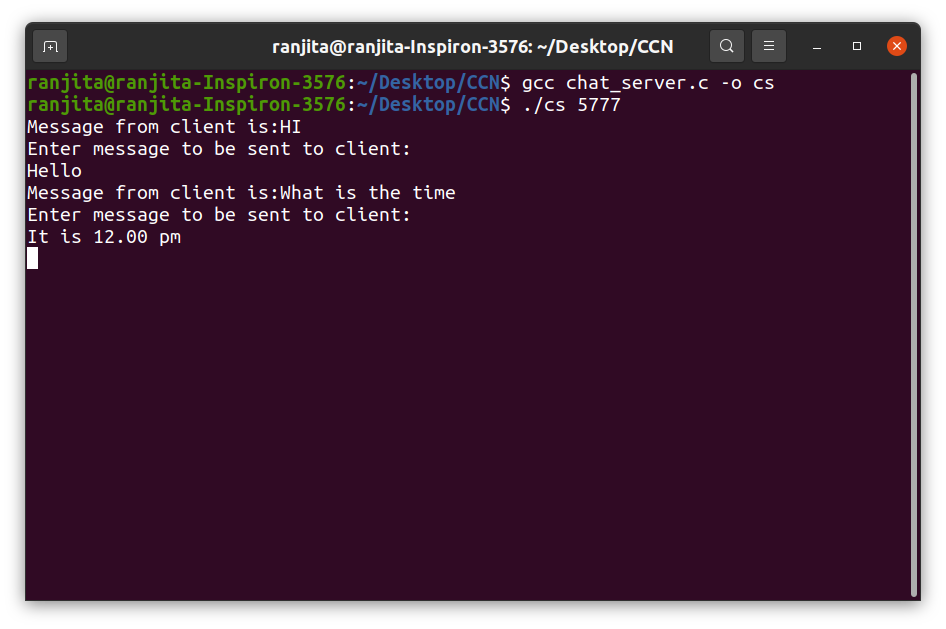 ranjita@ranjita-Inspiron-3576: ~/Desktop/CCN
ranjita@ranjita-Inspiron-3576:~/Desktop/CCN$ gcc chat_server.c -o cs
ranjita@ranjita-Inspiron-3576:~/Desktop/CCN$ ./cs 5777
Message from client is:HI
Enter message to be sent to client:
Hello
Message from client is:What is the time
Enter message to be sent to client:
It is 12.00 pm